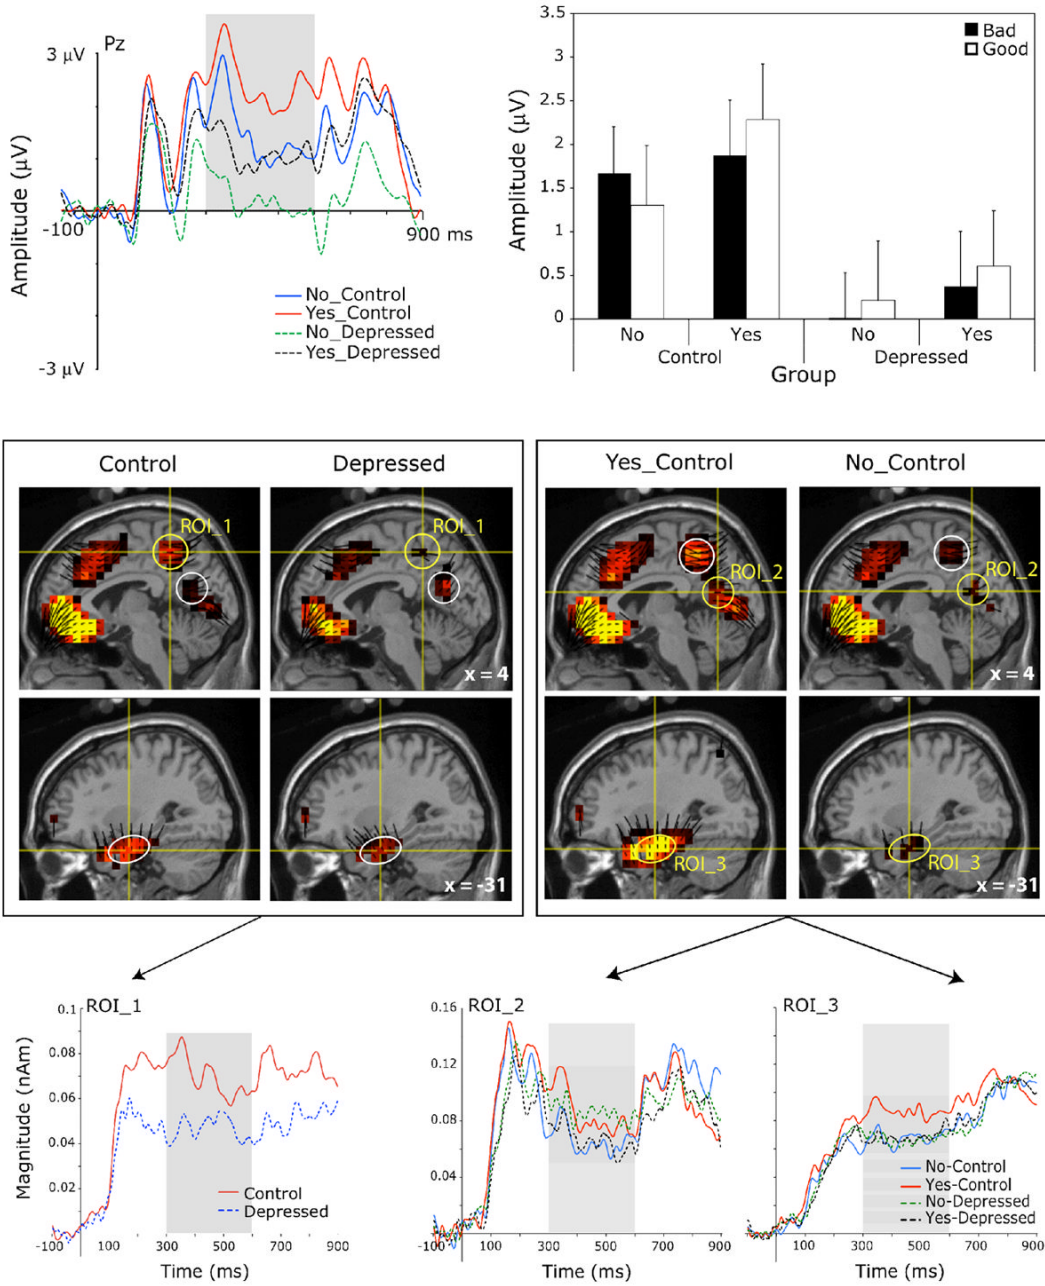 Pz
3 μV
Amplitude (μV)
-100
900 ms
-3 μV
No_Control
Yes_Control
No_Depressed
Yes_Depressed
3.5
3
2.5
2
1.5
1
0.5
0
Amplitude (μV)
Bad
Good
No
Yes
No
Yes
Control
Depressed
Group
Control
Depressed
ROI_1
ROI_1
x = 4
x = -31
Yes_Control
No_Control
ROI_2
ROI_2
x = 4
ROI_3
ROI_3
x = -31
ROI_1
0.1
0.08
0.06
0.04
0.02
Magnitude (nAm)
Control
Depressed
-100
100
300
500
700
900
Time (ms)
ROI_2
0.16
0.12
0.08
0.04
-100
100
300
500
700
900
Time (ms)
ROI_3
No-Control
Yes-Control
No-Depressed
Yes-Depressed
-100
100
300
500
700
900
Time (ms)